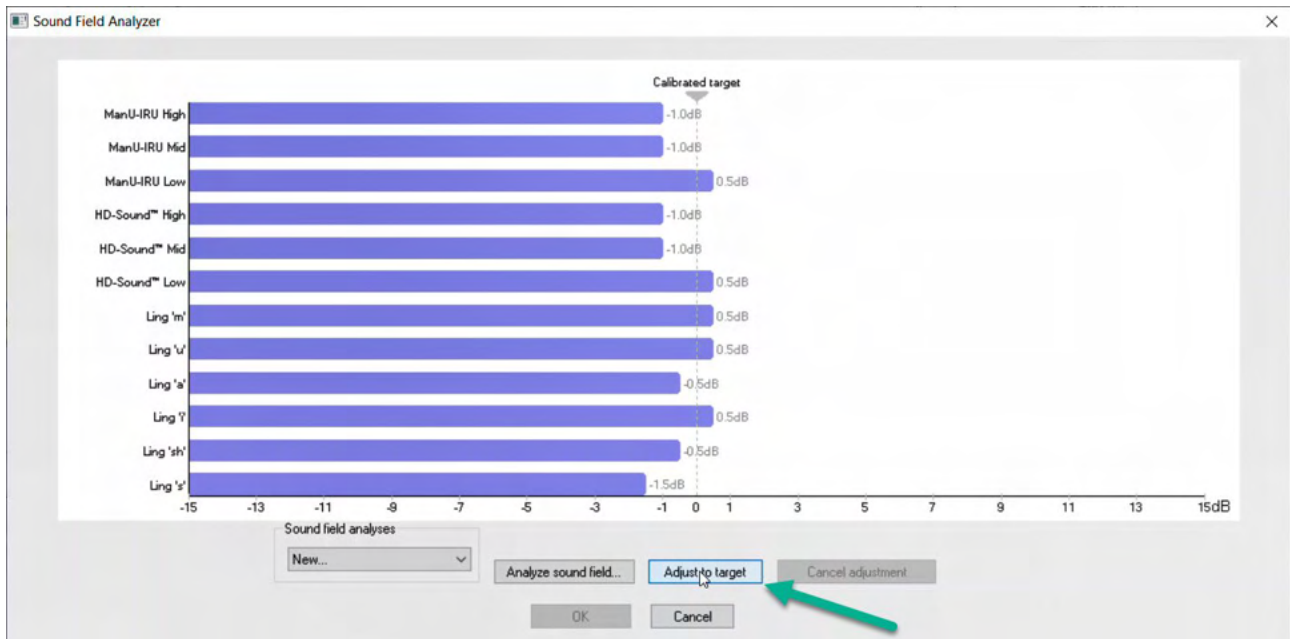 Sound Field Analyzer
Calibrated target
ManU-IRU High -1.0dB
ManU-IRU Mid -1.0dB
ManU-IRU Low 0.5dB
HD-Sound™ High -1.0dB
HD-Sound™ Mid -1.0dB
HD-Sound™ Low 0.5dB
Ling 'm' 0.5dB
Ling 'u' 0.5dB
Ling 'a' -0.5dB
Ling 'i' 0.5dB
Ling 'sh' -0.5dB
Ling 's' -1.5dB
-15 -13 -11 -9 -7 -5 -3 -1 0 1 3 5 7 9 11 13 15dB
Sound field analyses
New... Analyze sound field... Adjust to target Cancel adjustment
OK Cancel